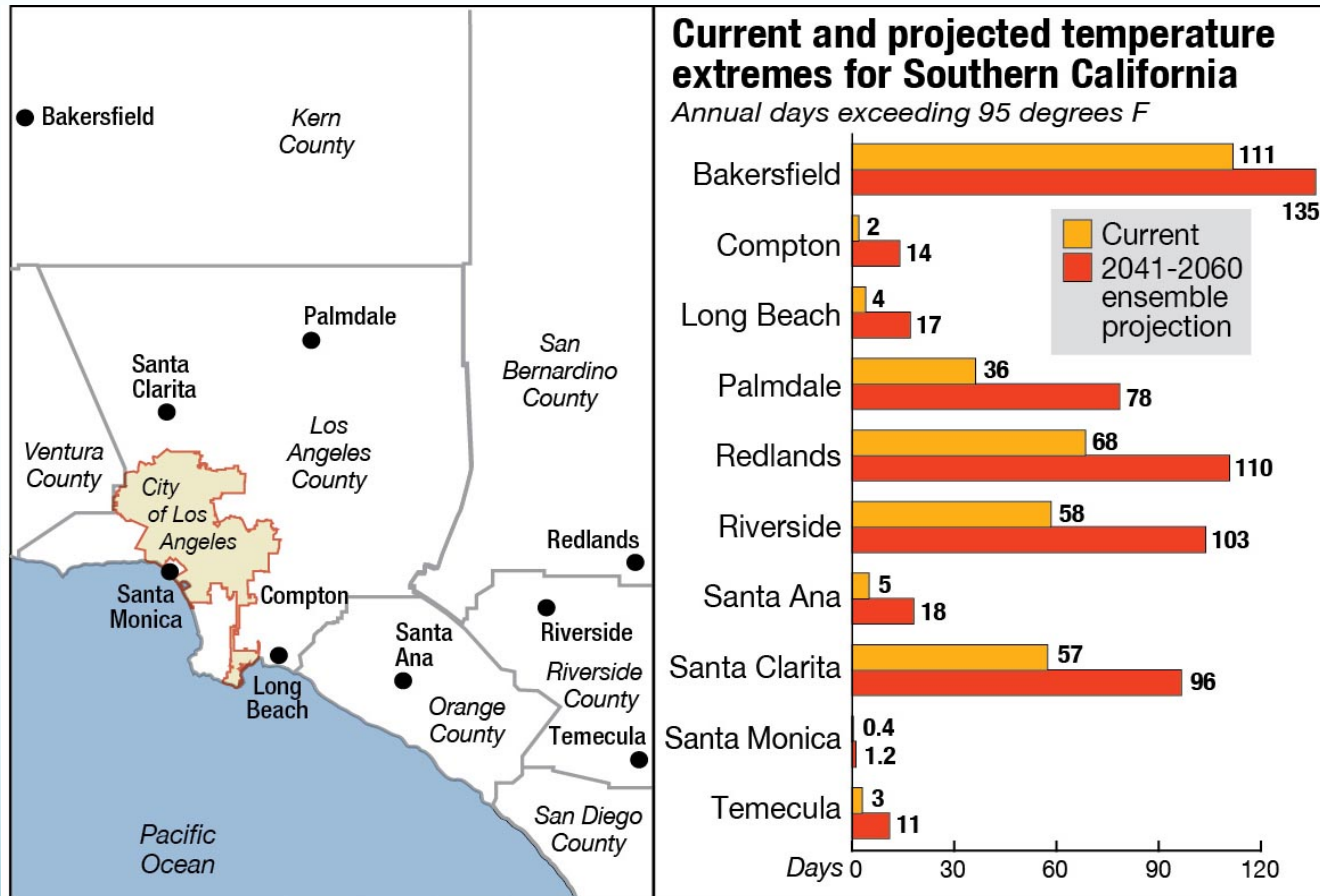 Bakersfield
Kern
County
Palmdale
Santa
Clarita
San
Bernardino
County
Los
Angeles
County
Ventura
County
City
of Los
Angeles
Redlands
Santa
Monica
Compton
Riverside
Santa
Ana
Riverside
County
Long
Beach
Orange
County
Temecula
San Diego
County
Pacific
Ocean
Current and projected temperature
extremes for Southern California
Annual days exceeding 95 degrees F
Bakersfield 111
135
Compton 2
14
Long Beach 4
17
Palmdale 36
78
Redlands 68
110
Riverside 58
103
Santa Ana 5
18
Santa Clarita 57
96
Santa Monica 0.4
1.2
Temecula 3
11
Current
2041-2060
ensemble
projection
Days 0 30 60 90 120